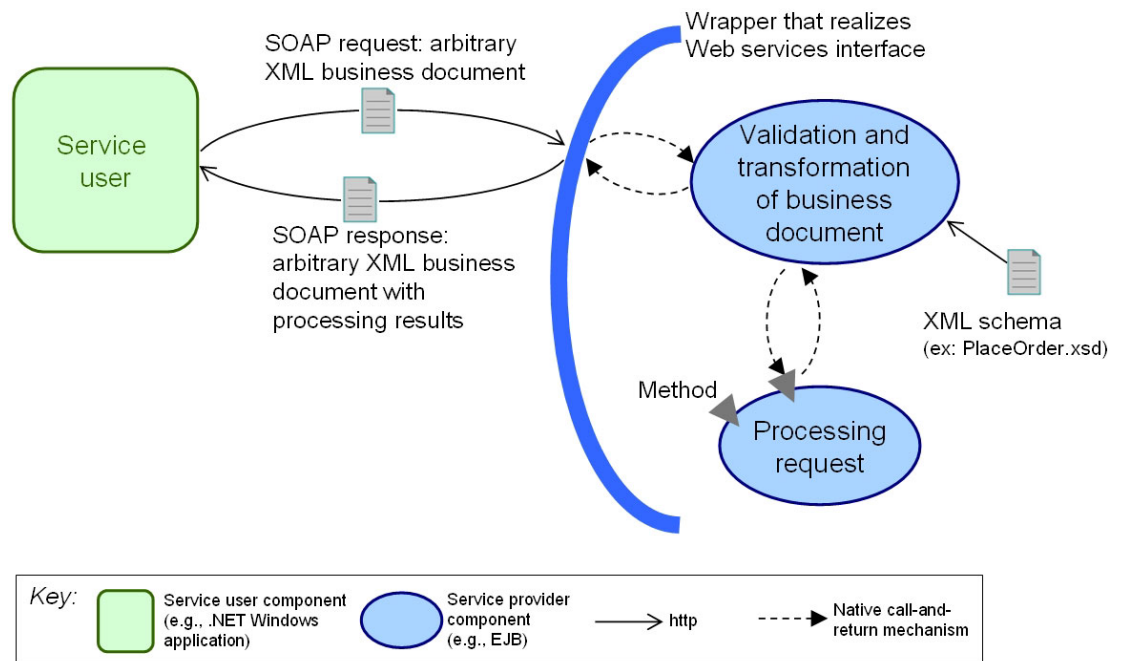 SOAP request: arbitrary
XML business document
Wrapper that realizes
Web services interface
Service
user
Validation and
transformation
of business
document
SOAP response:
arbitrary XML business
document with
processing results
XML schema
(ex: PlaceOrder.xsd)
Method
Processing
request
Key:
Service user component
(e.g., .NET Windows
application)
Service provider
component
(e.g., EJB)
http
Native call-and-
return mechanism